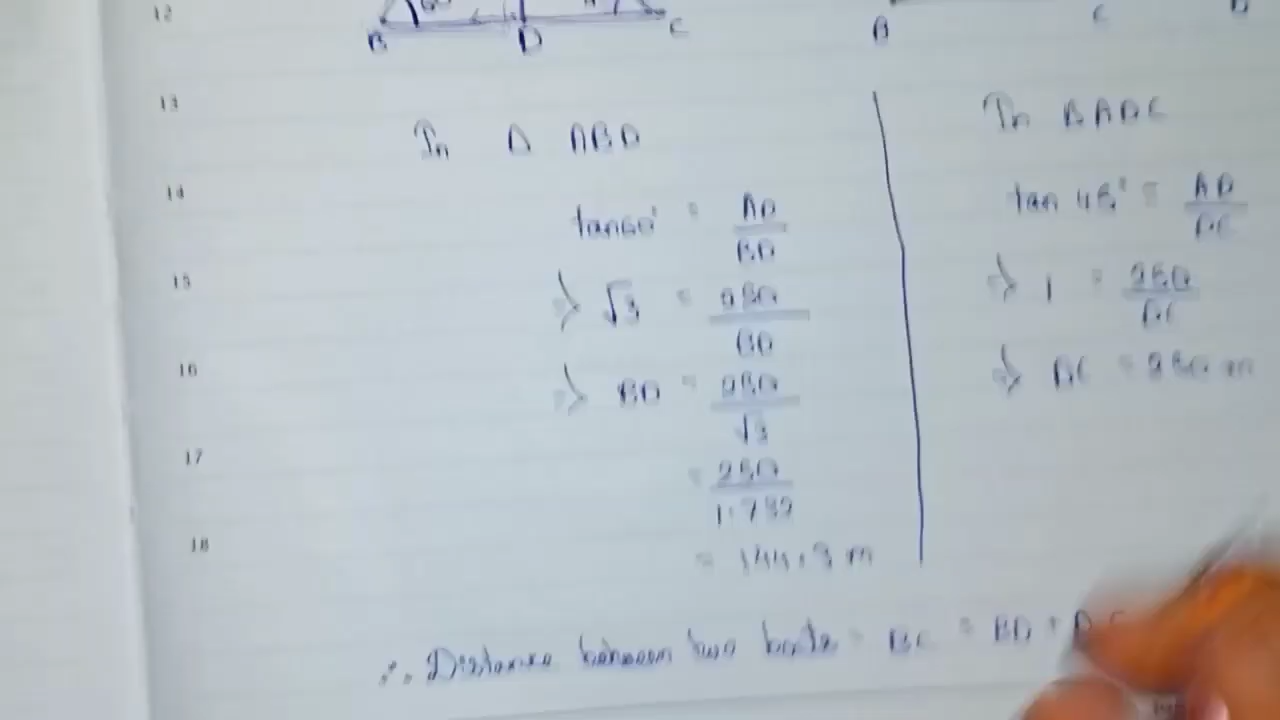 12
B D C
B C D
13
In Δ ABD
In BADC
14
tan60° = AD/BD
tan 45° = AD/DC
15
⇒ √3 = 250/BD
⇒ 1 = 250/DC
16
⇒ BD = 250/√3
⇒ DC = 250 m
17
= 250/1.732
18
= 144.3 m
∴ Distance between two boats = BC = BD + DC